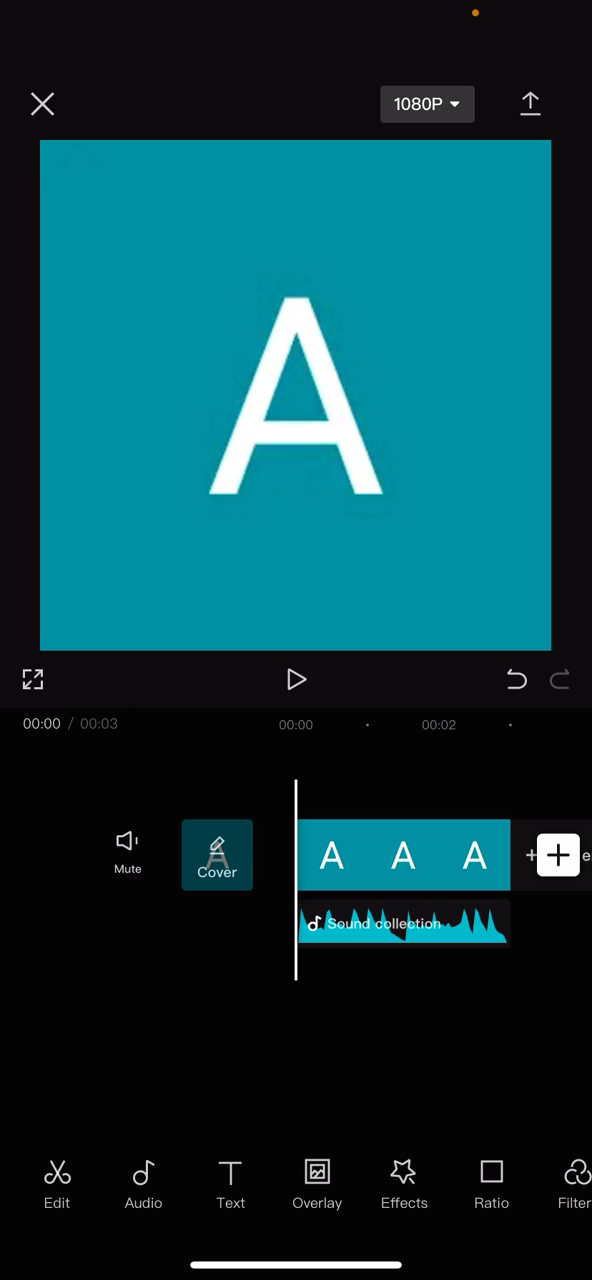 1080P
A
00:00 / 00:03
00:00
00:02
Mute
Cover
A A A
Sound collection
Edit
Audio
Text
Overlay
Effects
Ratio
Filter